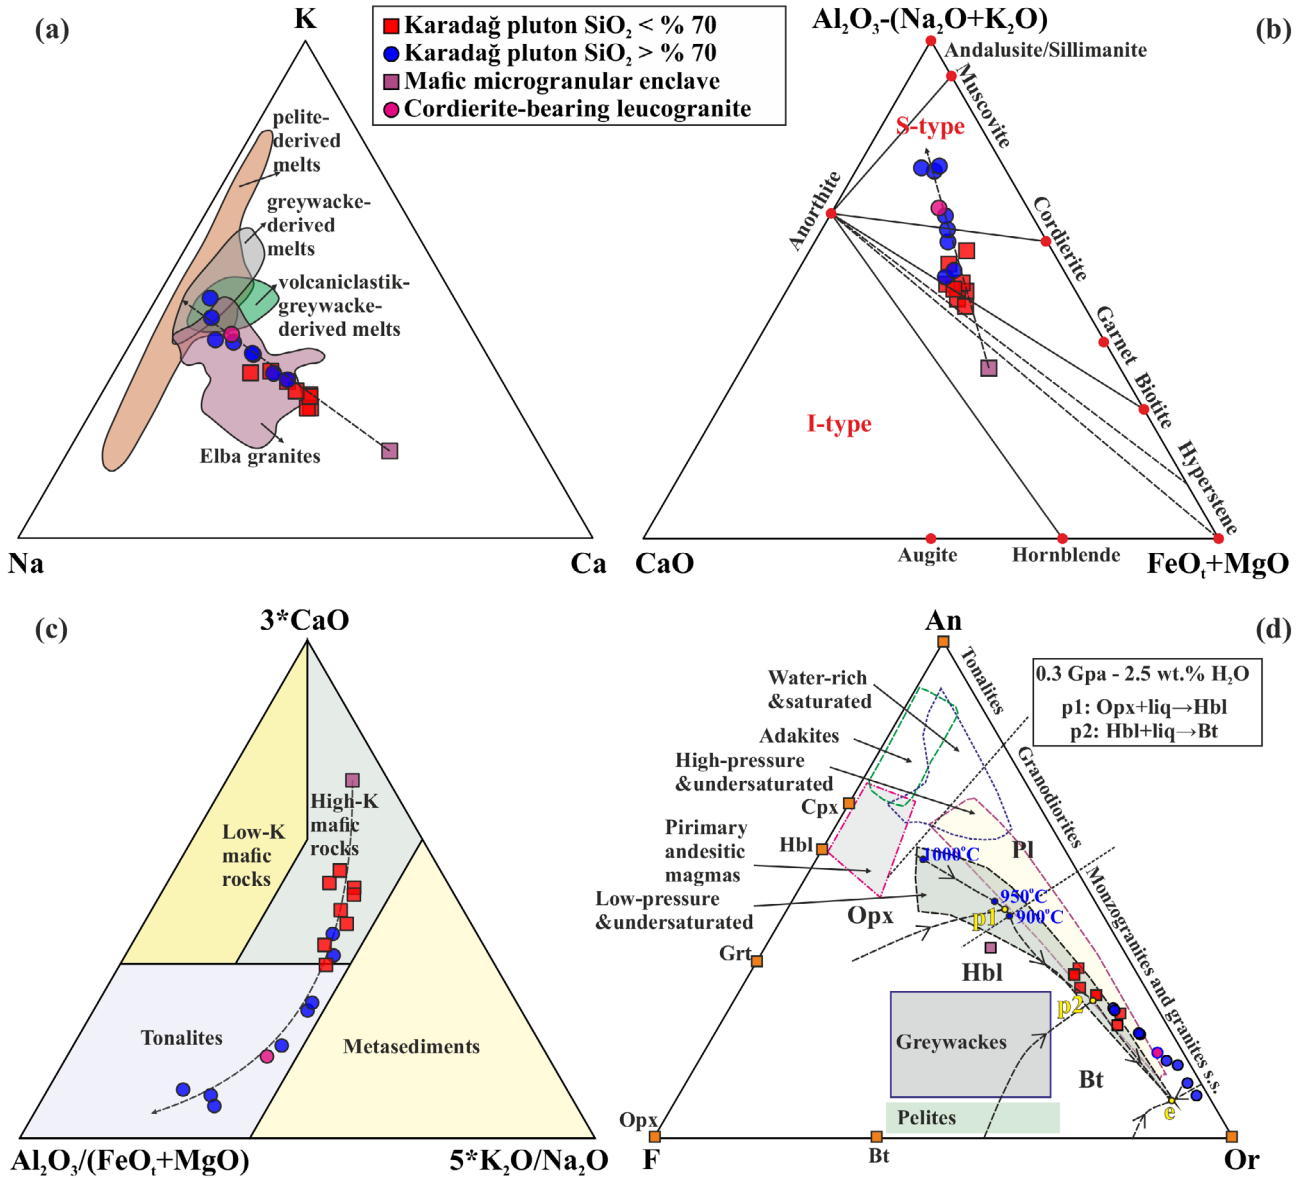 (a)
K
Karadağ pluton SiO₂ < % 70
Karadağ pluton SiO₂ > % 70
Mafic microgranular enclave
Cordierite-bearing leucogranite
pelite-
derived
melts
greywacke-
derived
melts
volcaniclastik-
greywacke-
derived melts
Elba granites
Na
Ca
(b)
Al₂O₃-(Na₂O+K₂O)
Andalusite/Sillimanite
Muscovite
S-type
Anorthite
Cordierite
Garnet
Biotite
I-type
Hyperstene
Augite
Hornblende
CaO
FeOₜ+MgO
(c)
3*CaO
High-K
mafic
rocks
Low-K
mafic
rocks
Tonalites
Metasediments
Al₂O₃/(FeOₜ+MgO)
5*K₂O/Na₂O
(d)
An
Tonalites
0.3 Gpa - 2.5 wt.% H₂O
p1: Opx+liq→Hbl
p2: Hbl+liq→Bt
Water-rich
&saturated
Adakites
High-pressure
&undersaturated
Granodiorites
Cpx
Hbl
Pirimary
andesitic
magmas
Pl
1000°C
Low-pressure
&undersaturated
Opx
950°C
p1
900°C
Monzogranites and granites s.s.
Grt
Hbl
p2
Greywackes
Bt
Pelites
e
Opx
F
Bt
Or